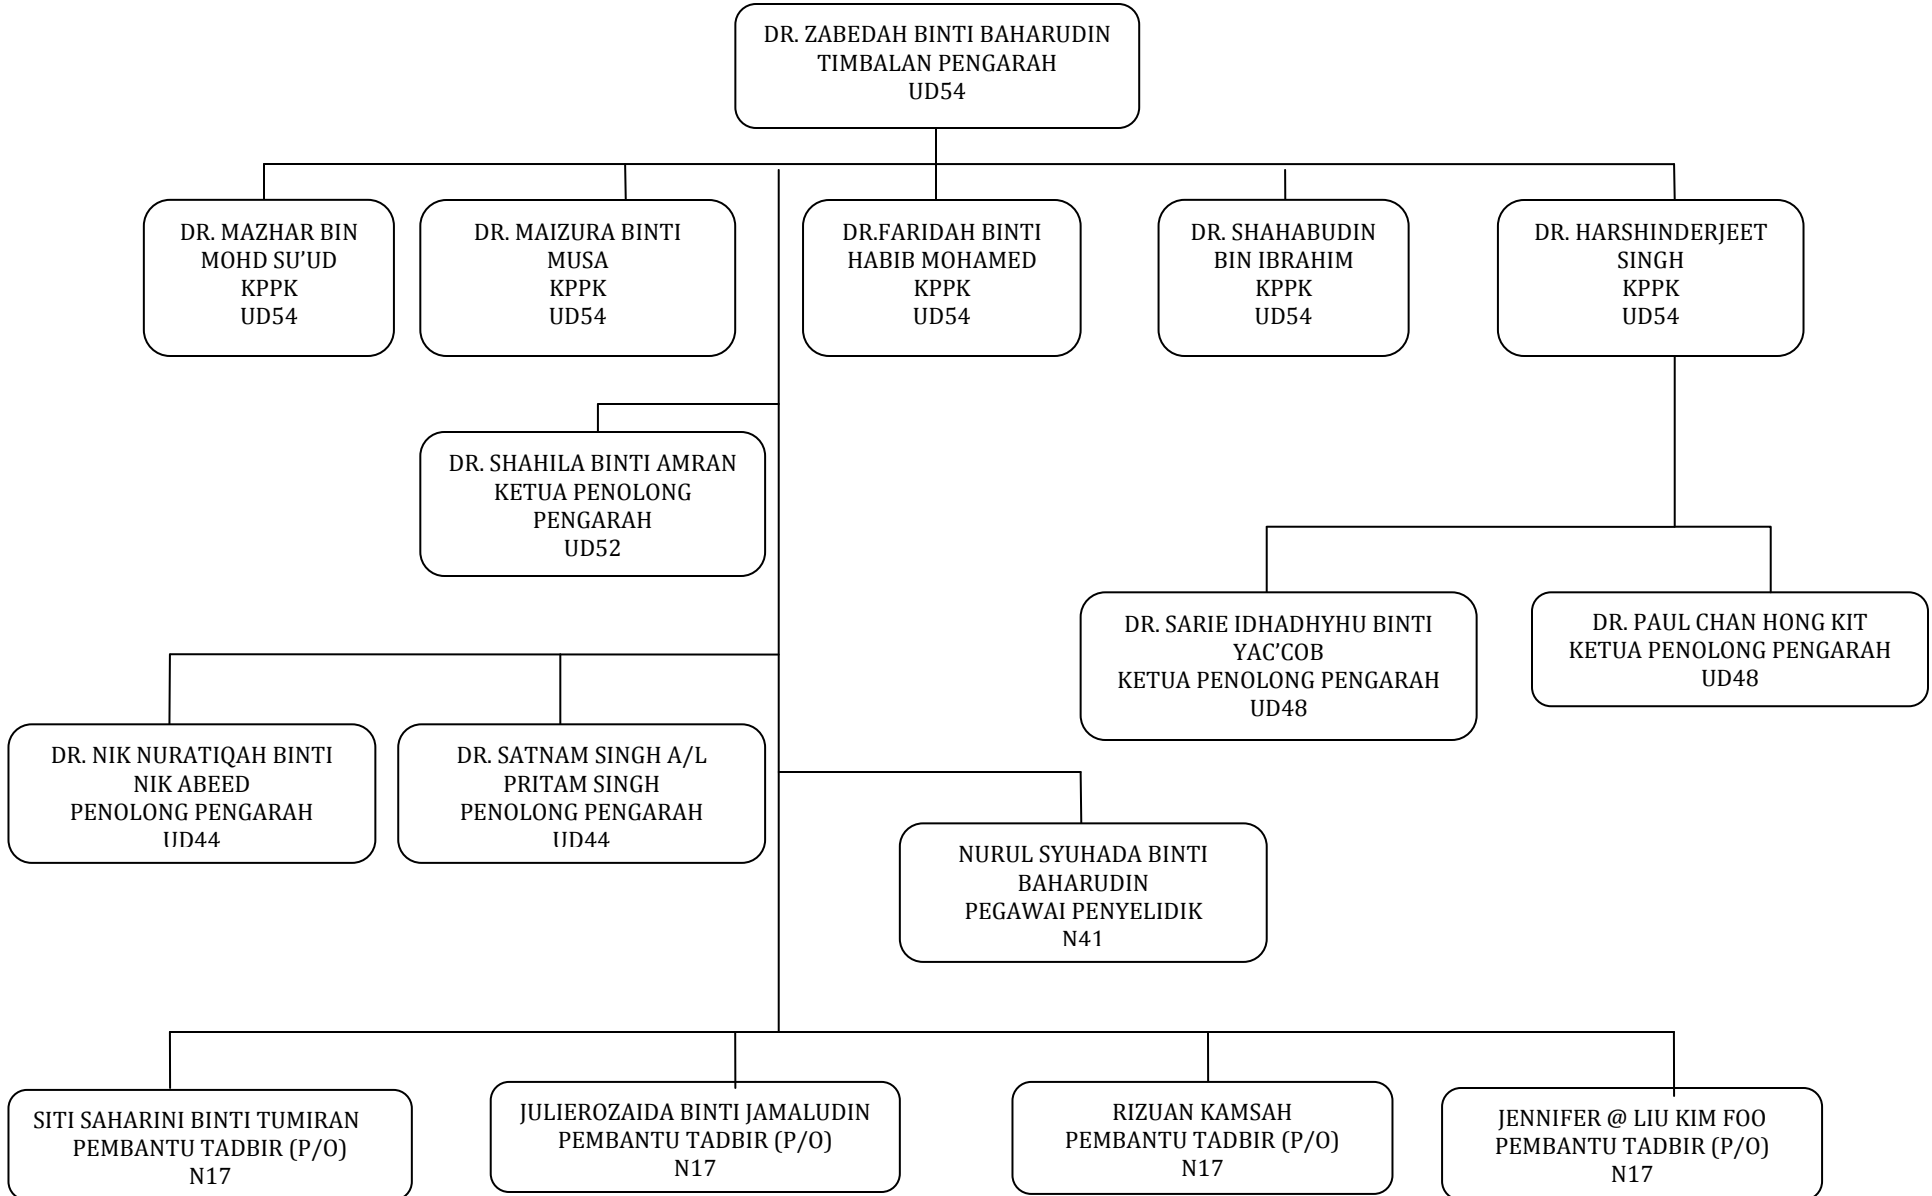 DR. ZABEDAH BINTI BAHARUDIN
TIMBALAN PENGARAH
UD54
DR. MAZHAR BIN
MOHD SU’UD
KPPK
UD54
DR. MAIZURA BINTI
MUSA
KPPK
UD54
DR.FARIDAH BINTI
HABIB MOHAMED
KPPK
UD54
DR. SHAHABUDIN
BIN IBRAHIM
KPPK
UD54
DR. HARSHINDERJEET
SINGH
KPPK
UD54
DR. SHAHILA BINTI AMRAN
KETUA PENOLONG
PENGARAH
UD52
DR. SARIE IDHADHYHU BINTI
YAC’COB
KETUA PENOLONG PENGARAH
UD48
DR. PAUL CHAN HONG KIT
KETUA PENOLONG PENGARAH
UD48
DR. NIK NURATIQAH BINTI
NIK ABEED
PENOLONG PENGARAH
UD44
DR. SATNAM SINGH A/L
PRITAM SINGH
PENOLONG PENGARAH
UD44
NURUL SYUHADA BINTI
BAHARUDIN
PEGAWAI PENYELIDIK
N41
SITI SAHARINI BINTI TUMIRAN
PEMBANTU TADBIR (P/O)
N17
JULIEROZAIDA BINTI JAMALUDIN
PEMBANTU TADBIR (P/O)
N17
RIZUAN KAMSAH
PEMBANTU TADBIR (P/O)
N17
JENNIFER @ LIU KIM FOO
PEMBANTU TADBIR (P/O)
N17